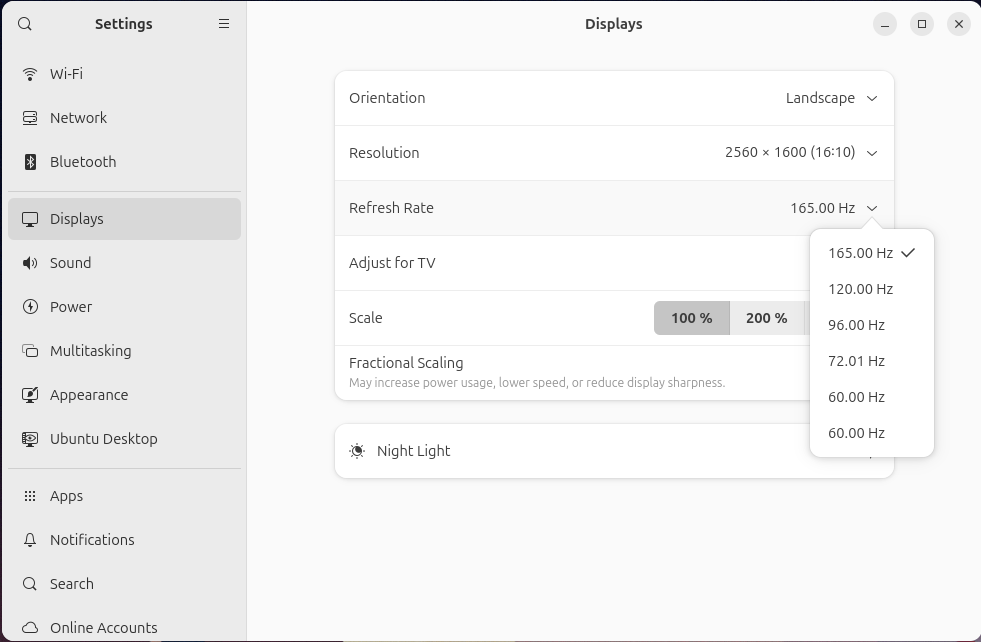 Settings
Wi-Fi
Network
Bluetooth
Displays
Sound
Power
Multitasking
Appearance
Ubuntu Desktop
Apps
Notifications
Search
Online Accounts
Displays
Orientation
Landscape
Resolution
2560 × 1600 (16∶10)
Refresh Rate
165.00 Hz
165.00 Hz
120.00 Hz
96.00 Hz
72.01 Hz
60.00 Hz
60.00 Hz
Adjust for TV
Scale
100 %
200 %
Fractional Scaling
May increase power usage, lower speed, or reduce display sharpness.
Night Light